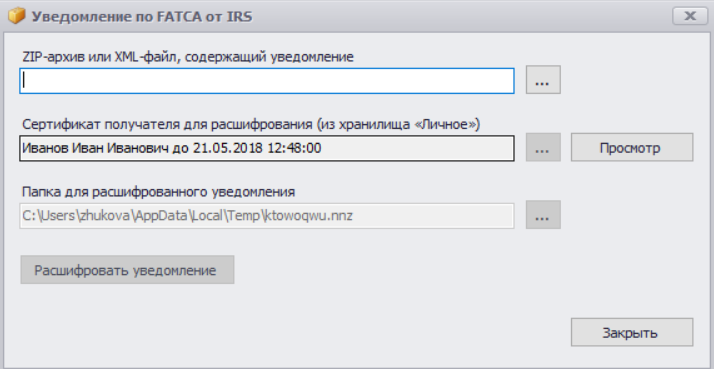 Уведомление по FATCA от IRS
ZIP-архив или XML-файл, содержащий уведомление
...
Сертификат получателя для расшифрования (из хранилища «Личное»)
Иванов Иван Иванович до 21.05.2018 12:48:00 ... Просмотр
Папка для расшифрованного уведомления
C:\Users\zhukova\AppData\Local\Temp\ktowoqwu.nnz ...
Расшифровать уведомление
Закрыть